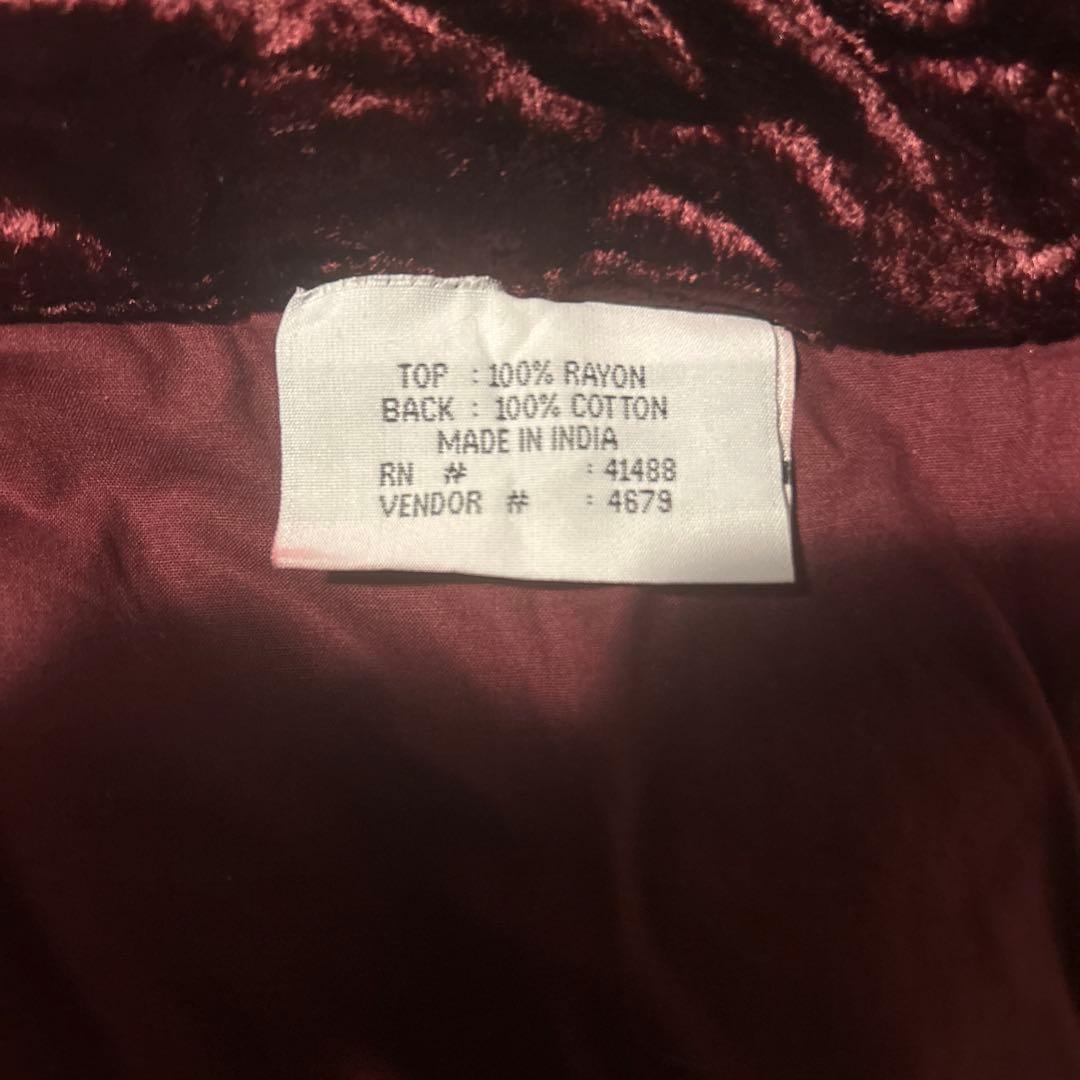 TOP : 100% RAYON
BACK : 100% COTTON
MADE IN INDIA
RN # : 41488
VENDOR # : 4679